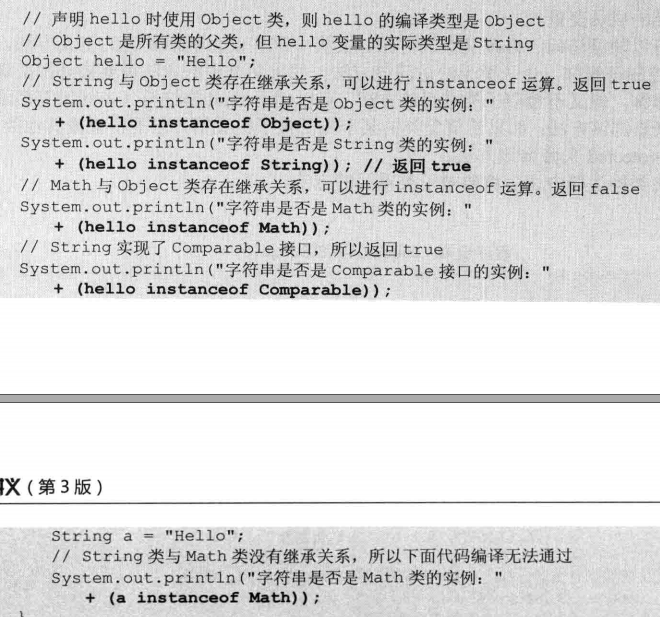 // 声明 hello 时使用 Object 类，则 hello 的编译类型是 Object
// Object 是所有类的父类，但 hello 变量的实际类型是 String
Object hello = "Hello";
// String 与 Object 类存在继承关系，可以进行 instanceof 运算。返回 true
System.out.println("字符串是否是 Object 类的实例："
+ (hello instanceof Object));
System.out.println("字符串是否是 String 类的实例："
+ (hello instanceof String)); // 返回 true
// Math 与 Object 类存在继承关系，可以进行 instanceof 运算。返回 false
System.out.println("字符串是否是 Math 类的实例："
+ (hello instanceof Math));
// String 实现了 Comparable 接口，所以返回 true
System.out.println("字符串是否是 Comparable 接口的实例："
+ (hello instanceof Comparable));
（第 3 版）
String a = "Hello";
// String 类与 Math 类没有继承关系，所以下面代码编译无法通过
System.out.println("字符串是否是 Math 类的实例："
+ (a instanceof Math));